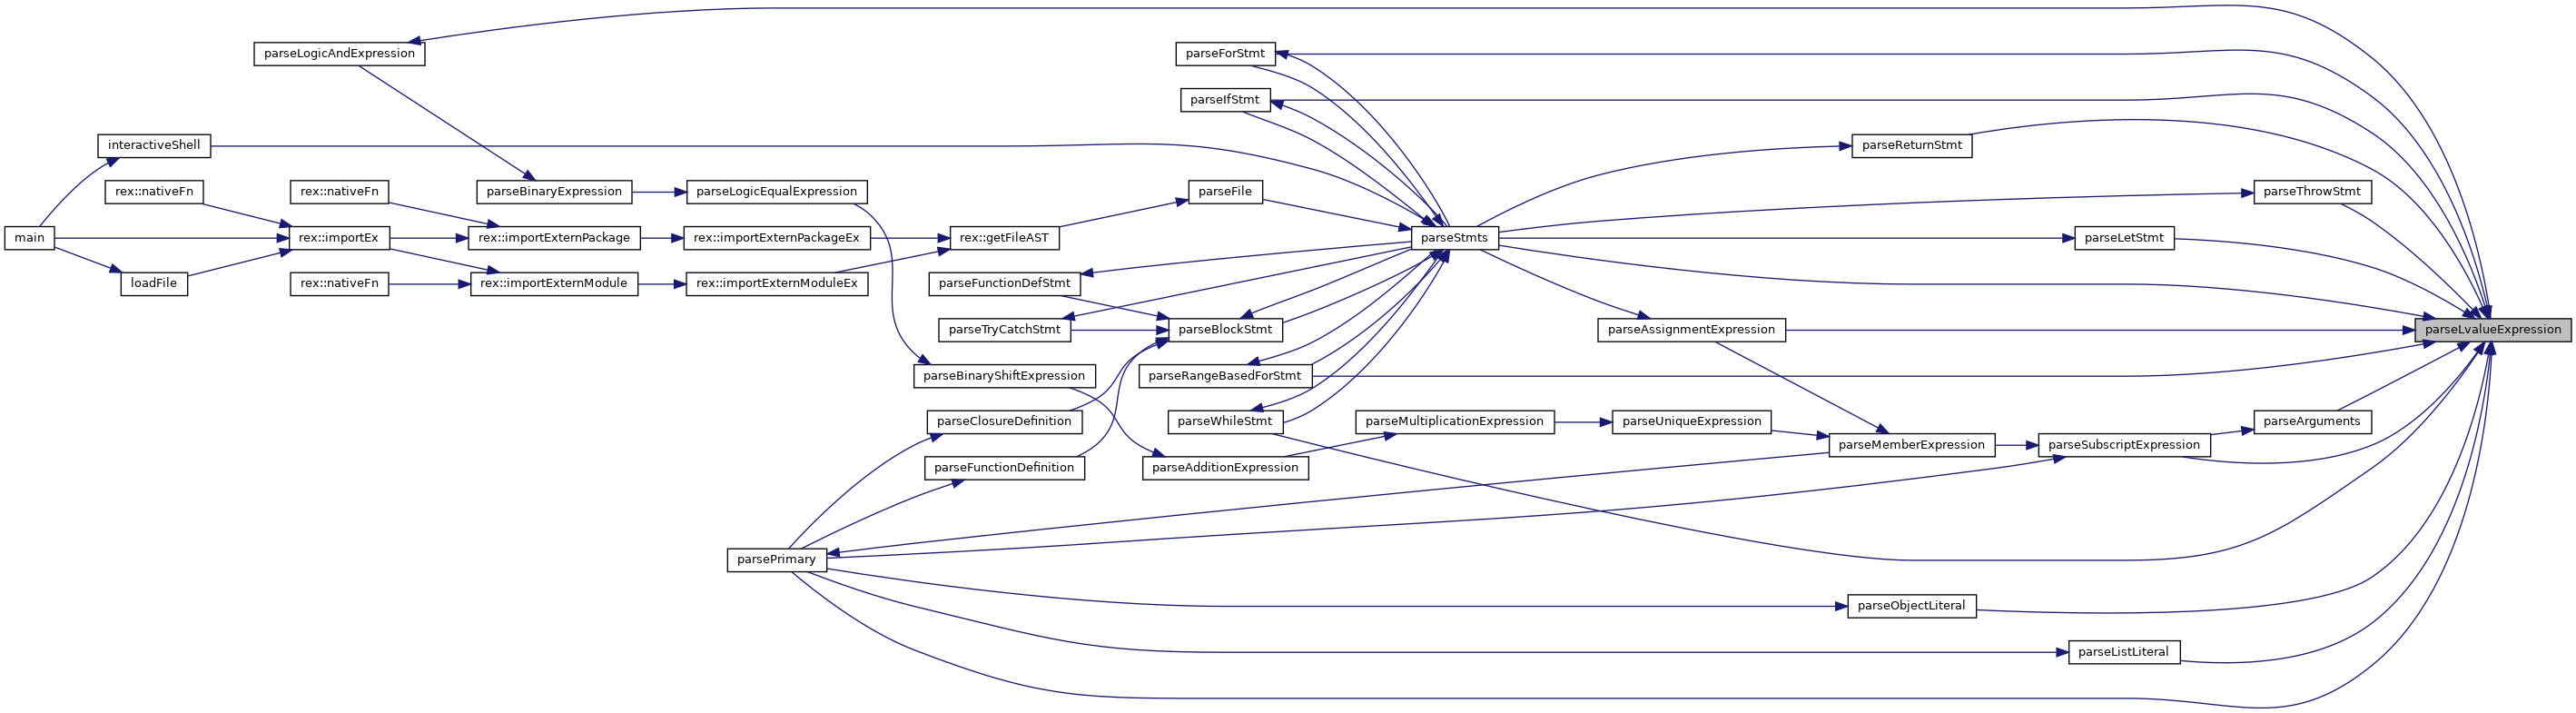 parseLogicAndExpression
parseForStmt
parseIfStmt
interactiveShell
parseReturnStmt
rex::nativeFn
rex::nativeFn
parseBinaryExpression
parseLogicEqualExpression
parseFile
parseThrowStmt
main
rex::importEx
rex::importExternPackage
rex::importExternPackageEx
rex::getFileAST
parseStmts
parseLetStmt
loadFile
rex::nativeFn
rex::importExternModule
rex::importExternModuleEx
parseFunctionDefStmt
parseTryCatchStmt
parseBlockStmt
parseAssignmentExpression
parseLvalueExpression
parseBinaryShiftExpression
parseRangeBasedForStmt
parseClosureDefinition
parseWhileStmt
parseMultiplicationExpression
parseUniqueExpression
parseArguments
parseMemberExpression
parseSubscriptExpression
parseFunctionDefinition
parseAdditionExpression
parsePrimary
parseObjectLiteral
parseListLiteral